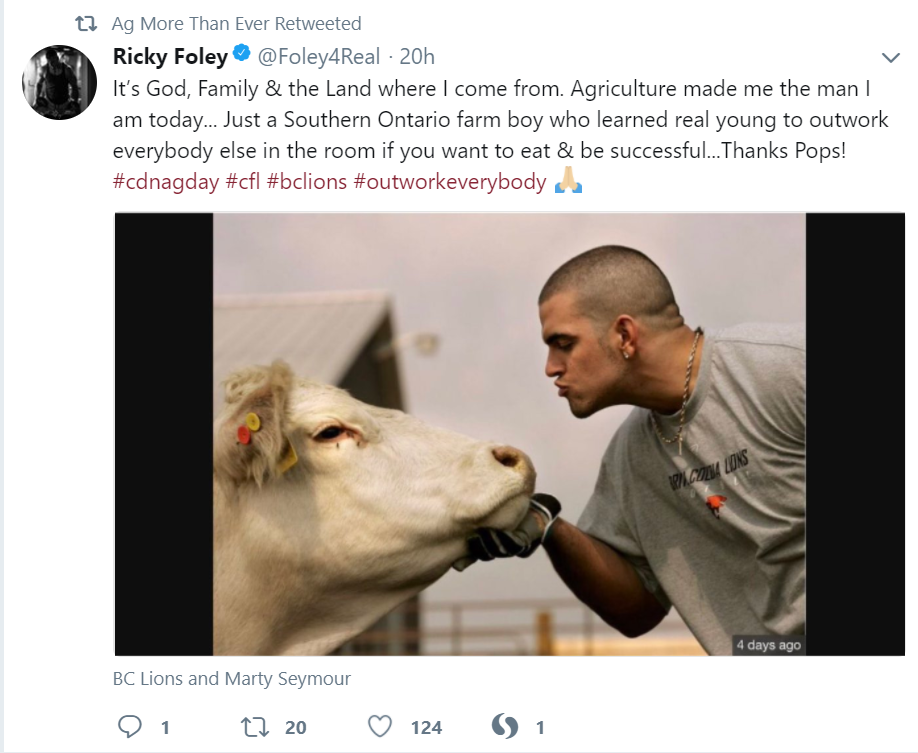 Ag More Than Ever Retweeted
Ricky Foley @Foley4Real · 20h
It’s God, Family & the Land where I come from. Agriculture made me the man I
am today... Just a Southern Ontario farm boy who learned real young to outwork
everybody else in the room if you want to eat & be successful...Thanks Pops!
#cdnagday #cfl #bclions #outworkeverybody 🙏🏼
LIONS
4 days ago
BC Lions and Marty Seymour
1 20 124 1